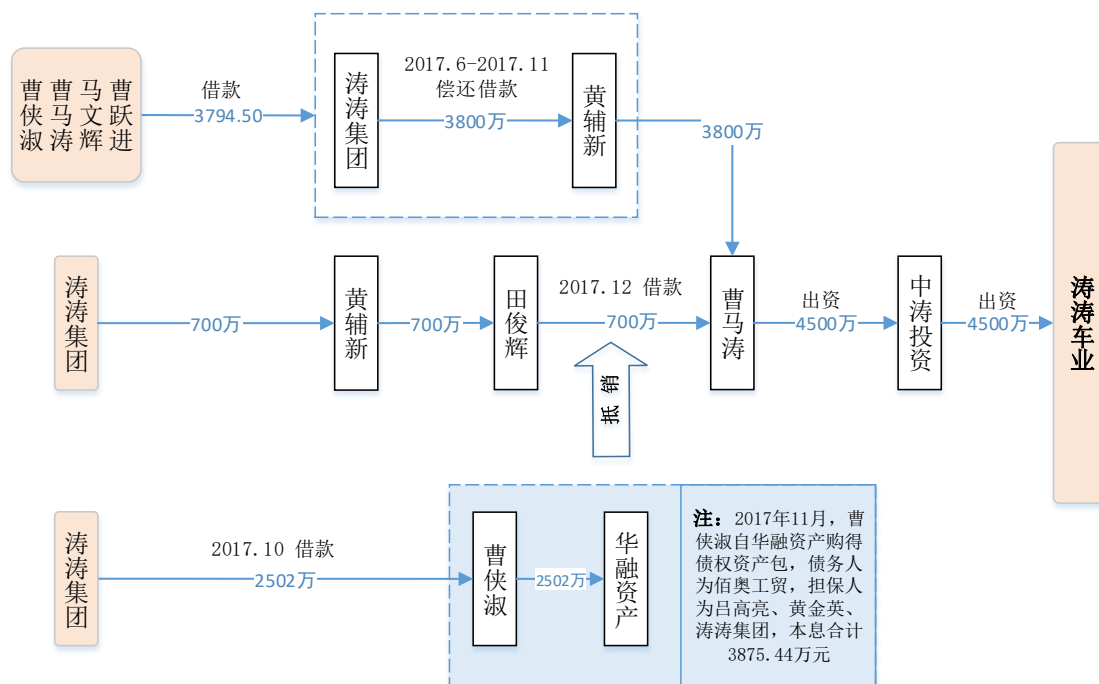 曹侠淑 曹马涛 马文辉 曹跃进
借款
3794.50
涛涛集团
2017.6-2017.11
偿还借款
3800万
黄辅新
3800万
涛涛集团
700万
黄辅新
700万
田俊辉
2017.12 借款
700万
曹马涛
出资
4500万
中涛投资
出资
4500万
涛涛车业
抵销
涛涛集团
2017.10 借款
2502万
曹侠淑
2502万
华融资产
注：2017年11月，曹
侠淑自华融资产购得
债权资产包，债务人
为佰奥工贸，担保人
为吕高亮、黄金英、
涛涛集团，本息合计
3875.44万元